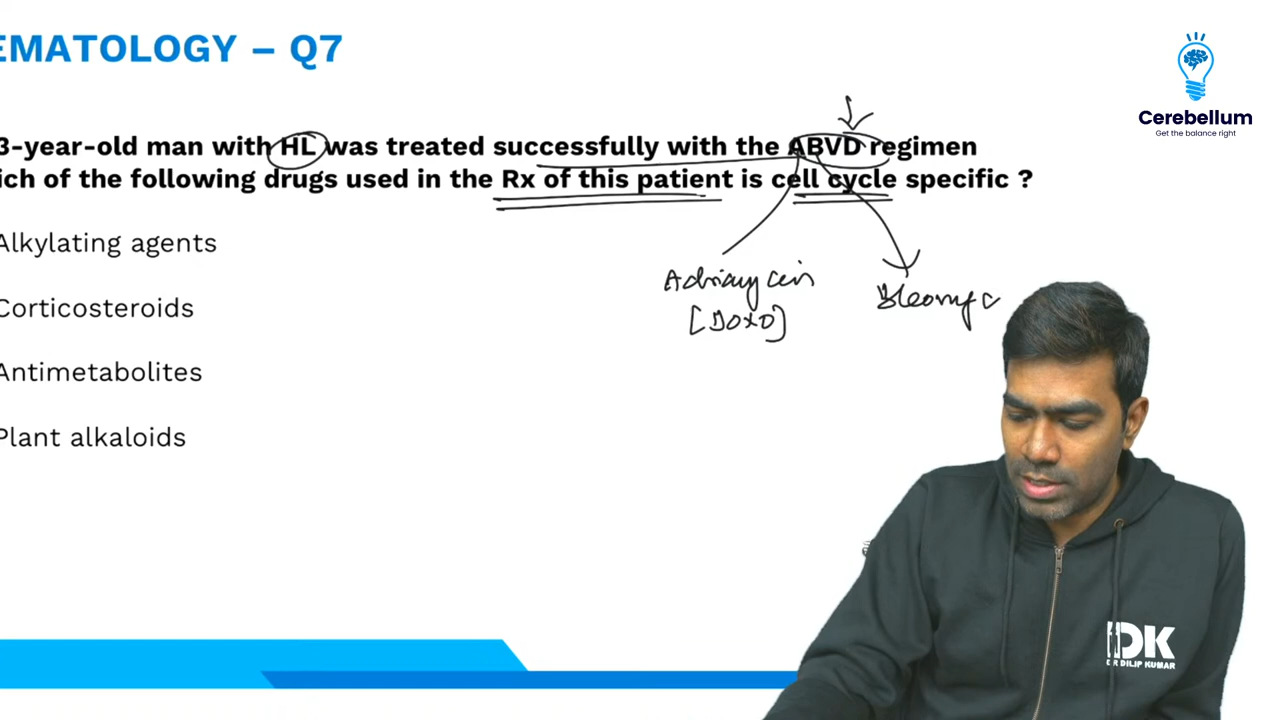 EMATOLOGY – Q7
Cerebellum
Get the balance right
3-year-old man with HL was treated successfully with the ABVD regimen
ich of the following drugs used in the Rx of this patient is cell cycle specific ?
Alkylating agents
Corticosteroids
Antimetabolites
Plant alkaloids
Adriamycin
[DOXO]
Bleomyc
DK
DR DILIP KUMAR